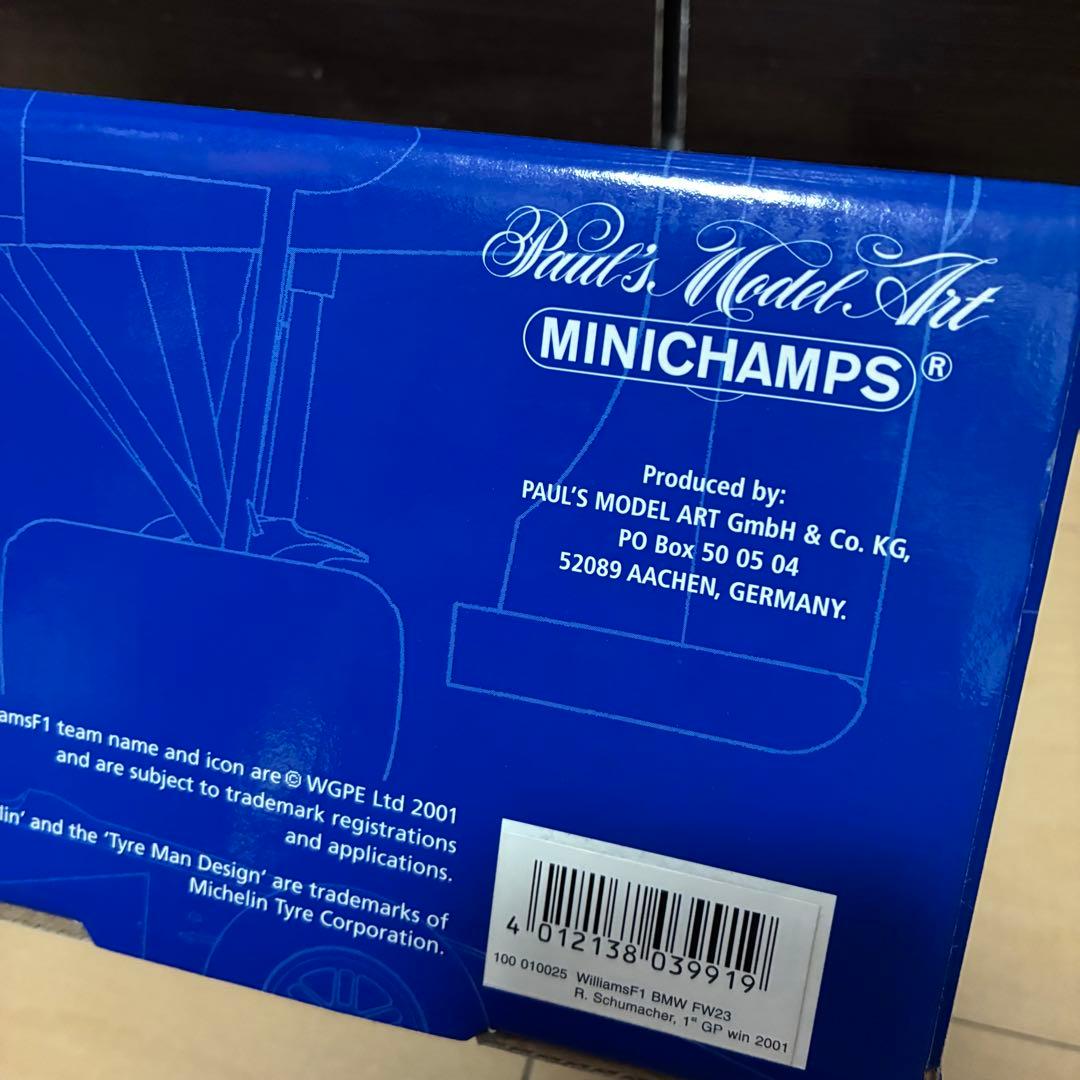 Paul's Model Art
MINICHAMPS®
Produced by:
PAUL'S MODEL ART GmbH & Co. KG,
PO Box 50 05 04
52089 AACHEN, GERMANY.
amsF1 team name and icon are © WGPE Ltd 2001
and are subject to trademark registrations
and applications.
lin' and the 'Tyre Man Design' are trademarks of
Michelin Tyre Corporation.
4 012138 039919
100 010025 WilliamsF1 BMW FW23
R. Schumacher, 1st GP win 2001